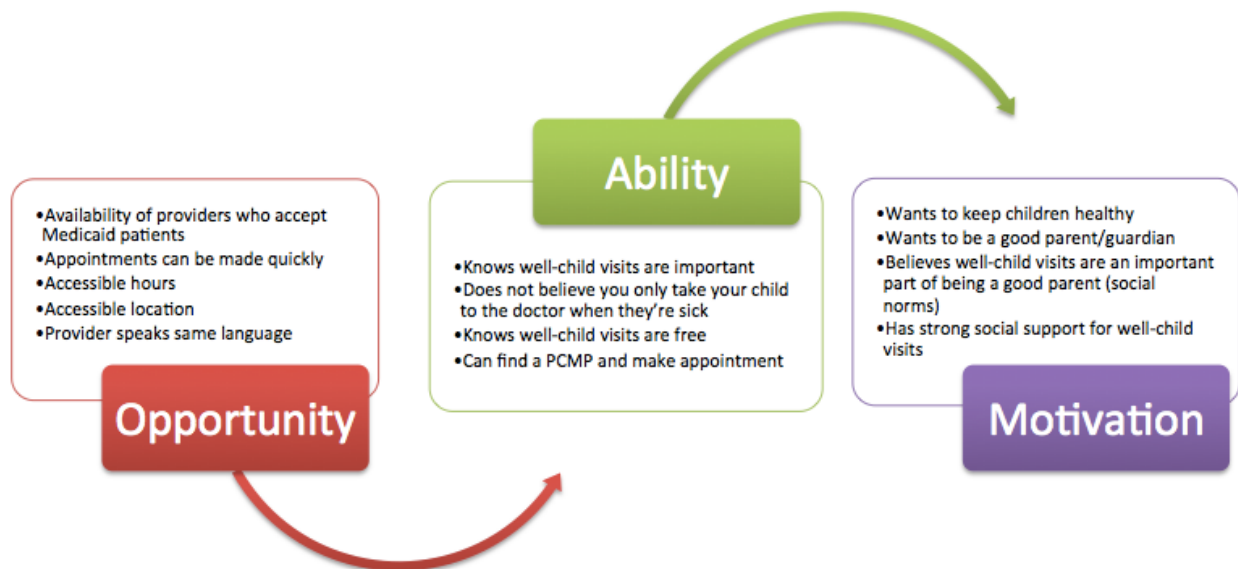 •Availability of providers who accept
Medicaid patients
•Appointments can be made quickly
•Accessible hours
•Accessible location
•Provider speaks same language
Opportunity
Ability
•Knows well-child visits are important
•Does not believe you only take your child
to the doctor when they’re sick
•Knows well-child visits are free
•Can find a PCMP and make appointment
•Wants to keep children healthy
•Wants to be a good parent/guardian
•Believes well-child visits are an important
part of being a good parent (social
norms)
•Has strong social support for well-child
visits
Motivation